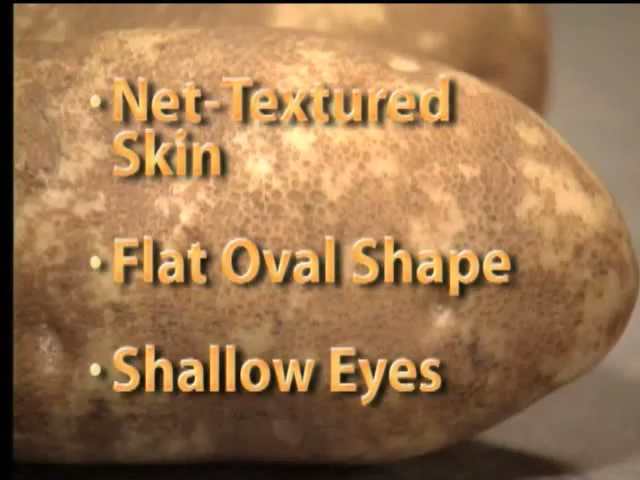 · Net-Textured
Skin
· Flat Oval Shape
· Shallow Eyes